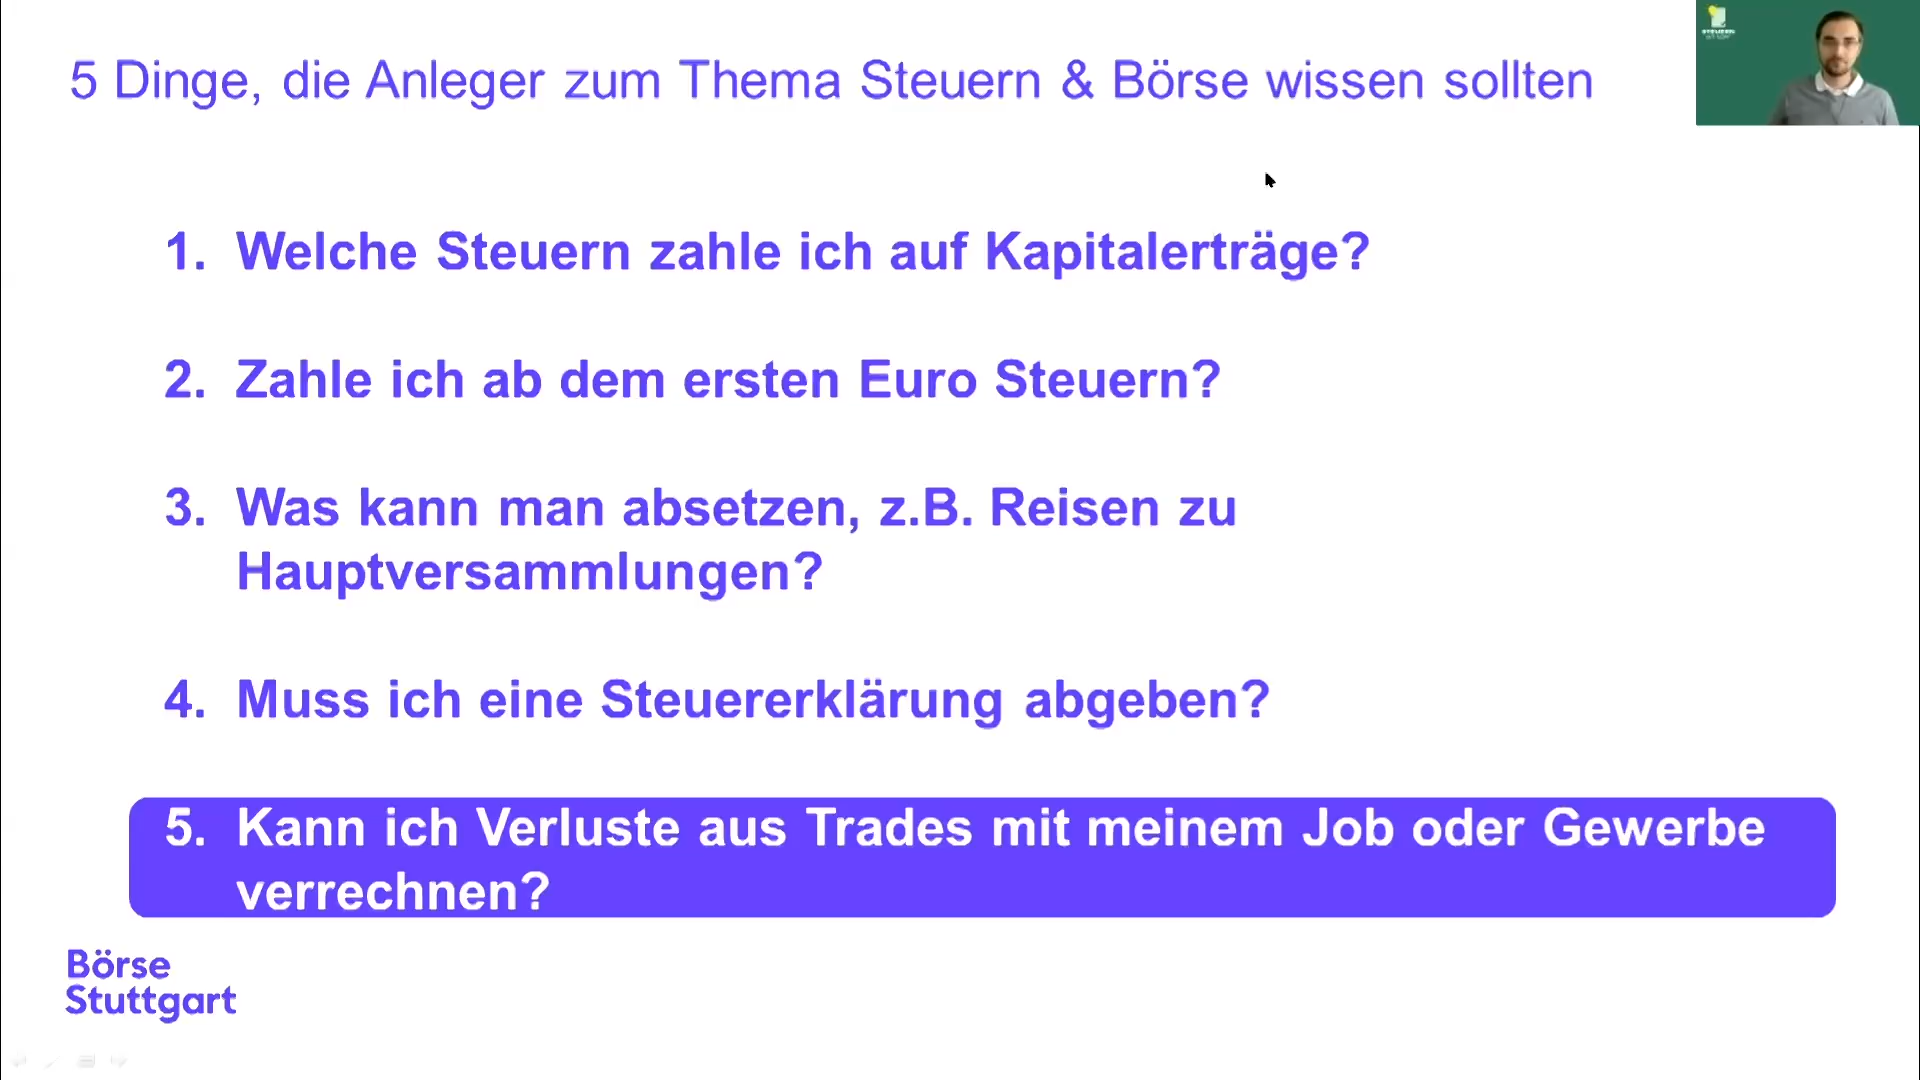 5 Dinge, die Anleger zum Thema Steuern & Börse wissen sollten
1. Welche Steuern zahle ich auf Kapitalerträge?
2. Zahle ich ab dem ersten Euro Steuern?
3. Was kann man absetzen, z.B. Reisen zu
Hauptversammlungen?
4. Muss ich eine Steuererklärung abgeben?
5. Kann ich Verluste aus Trades mit meinem Job oder Gewerbe
verrechnen?
Börse
Stuttgart